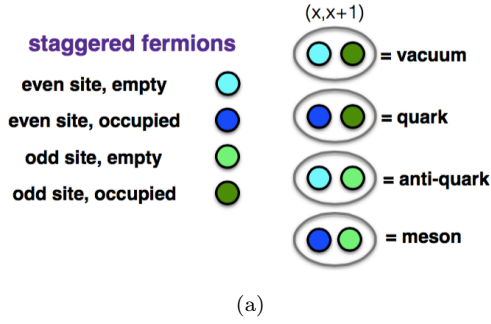 (x,x+1)
staggered fermions
= vacuum
even site, empty
even site, occupied
= quark
odd site, empty
= anti-quark
odd site, occupied
= meson
(a)